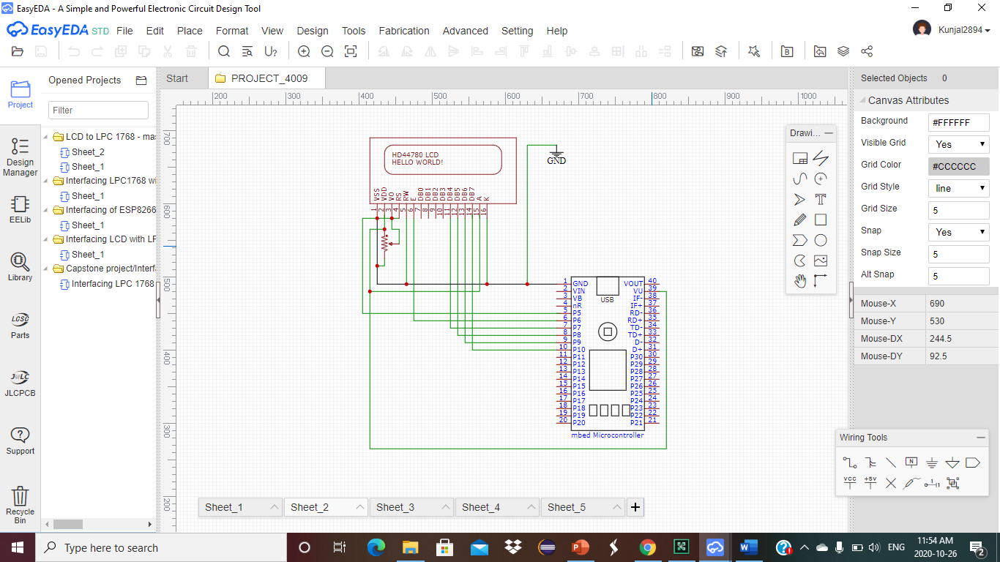 EasyEDA - A Simple and Powerful Electronic Circuit Design Tool
EasyEDA STD File Edit Place Format View Design Tools Fabrication Advanced Setting Help Kunjal2894
Project
Design Manager
EELib
Library
LCSC
Parts
JLCPCB
Support
Recycle Bin
Opened Projects
Filter
LCD to LPC 1768 - mas
Sheet_2
Sheet_1
Interfacing LPC1768 wi
Sheet_1
Interfacing of ESP8266
Sheet_1
Interfacing LCD with LF
Sheet_1
Capstone project/Interf
Interfacing LPC 1768
Start PROJECT_4009
200 300 400 500 600 700 800 900 1000
700
600
500
400
300
200
HD44780 LCD
HELLO WORLD!
VSS VDD VO RS RW E DB0 DB1 DB2 DB3 DB4 DB5 DB6 DB7 A K
1 2 3 4 5 6 7 8 9 10 11 12 13 14 15 16
GND
1 GND VOUT 40
2 VIN VU 39
3 VB IF- 38
4 nR IF+ 37
5 P5 RD- 36
6 P6 RD+ 35
7 P7 TD- 34
8 P8 TD+ 33
9 P9 D- 32
10 P10 D+ 31
11 P11 P30 30
12 P12 P29 29
13 P13 P28 28
14 P14 P27 27
15 P15 P26 26
16 P16 P25 25
17 P17 P24 24
18 P18 P23 23
19 P19 P22 22
20 P20 P21 21
USB
mbed Microcontroller
Drawi...
Selected Objects 0
Canvas Attributes
Background #FFFFFF
Visible Grid Yes
Grid Color #CCCCCC
Grid Style line
Grid Size 5
Snap Yes
Snap Size 5
Alt Snap 5
Mouse-X 690
Mouse-Y 530
Mouse-DX 244.5
Mouse-DY 92.5
Wiring Tools
N
VCC +5V
Sheet_1 Sheet_2 Sheet_3 Sheet_4 Sheet_5
Type here to search
ENG
11:54 AM
2020-10-26
2